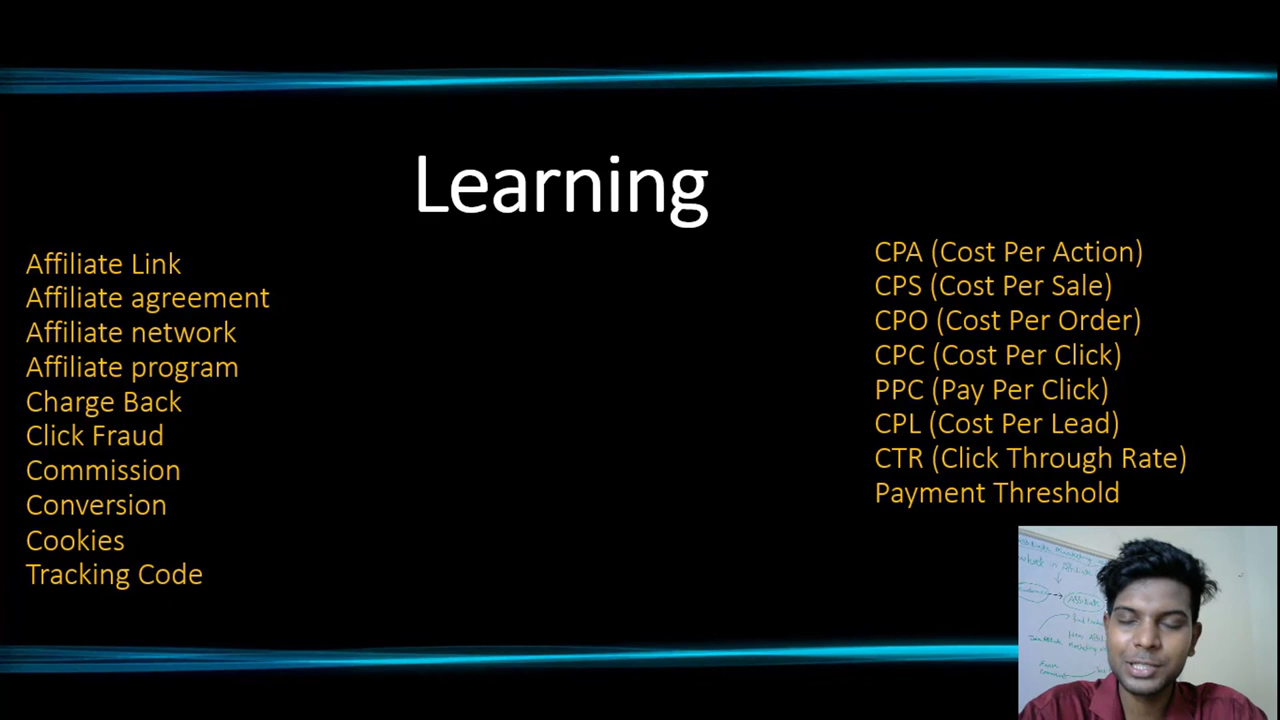 Learning
Affiliate Link
Affiliate agreement
Affiliate network
Affiliate program
Charge Back
Click Fraud
Commission
Conversion
Cookies
Tracking Code
CPA (Cost Per Action)
CPS (Cost Per Sale)
CPO (Cost Per Order)
CPC (Cost Per Click)
PPC (Pay Per Click)
CPL (Cost Per Lead)
CTR (Click Through Rate)
Payment Threshold